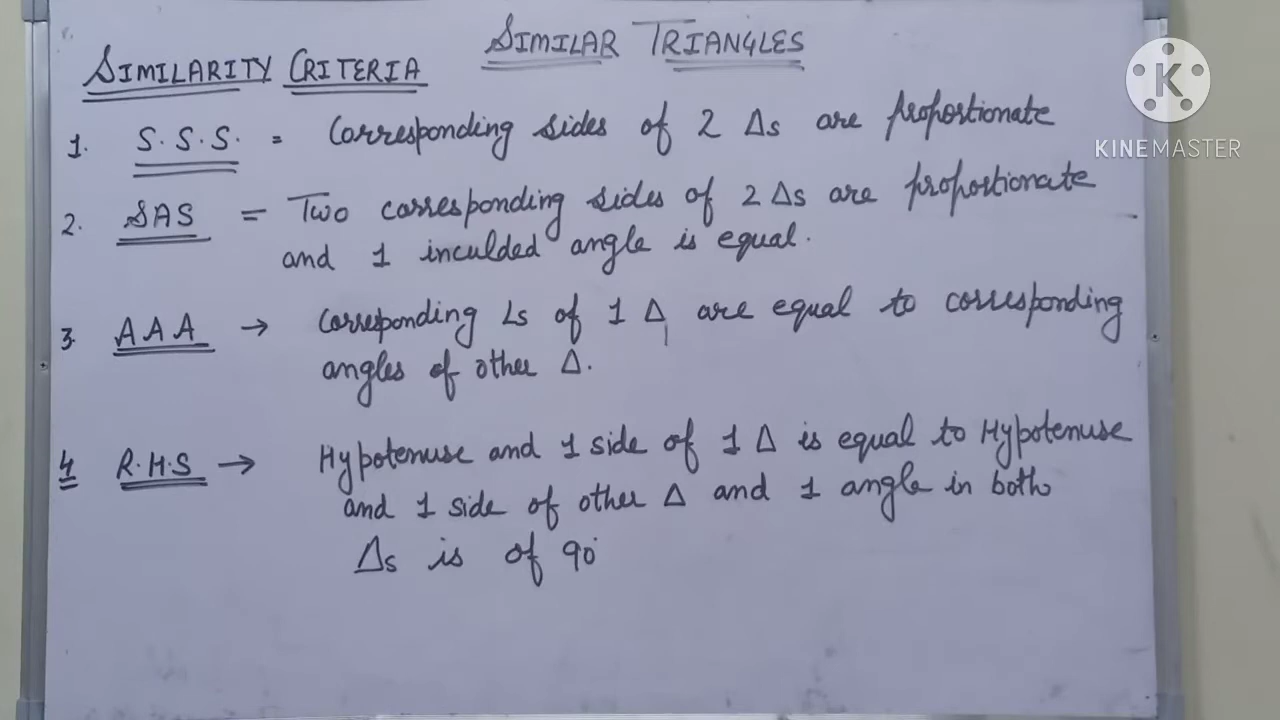 SIMILAR TRIANGLES
SIMILARITY CRITERIA
K
KINEMASTER
1. S.S.S. = Corresponding sides of 2 Δs are proportionate
2. SAS = Two corresponding sides of 2 Δs are proportionate
and 1 inculded angle is equal.
3. AAA → Corresponding ∠s of 1 Δ are equal to corresponding
angles of other Δ.
4 R.H.S → Hypotenuse and 1 side of 1 Δ is equal to Hypotenuse
and 1 side of other Δ and 1 angle in both
Δs is of 90°